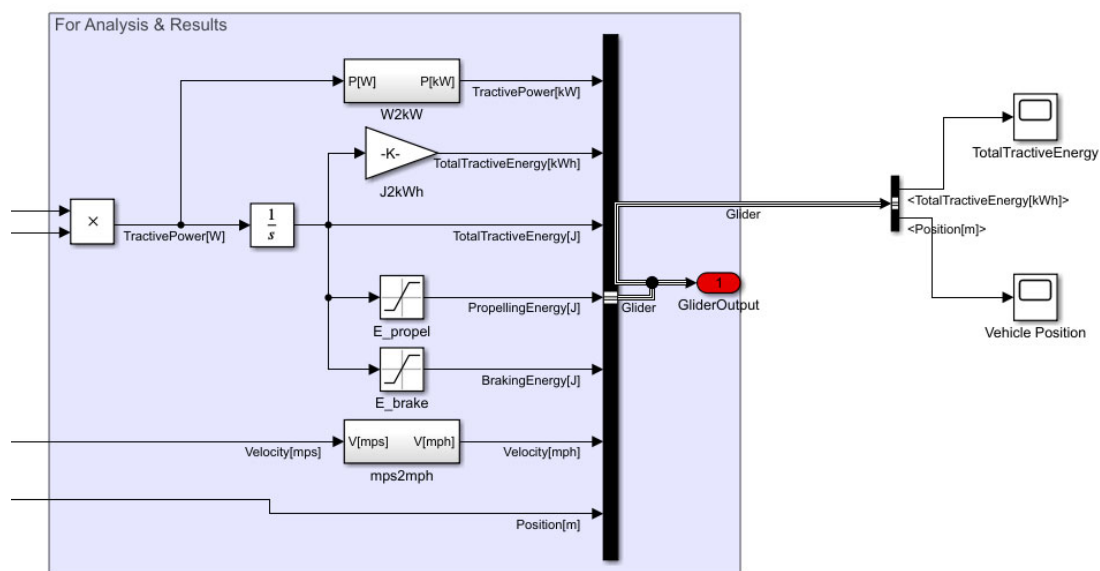 For Analysis & Results
P[W] P[kW]
W2kW
TractivePower[kW]
-K-
J2kWh
TotalTractiveEnergy[kWh]
×
TractivePower[W]
1
s
TotalTractiveEnergy[J]
E_propel
PropellingEnergy[J]
E_brake
BrakingEnergy[J]
Velocity[mps]
V[mps] V[mph]
mps2mph
Velocity[mph]
Position[m]
Glider
Glider
1
GliderOutput
TotalTractiveEnergy
<TotalTractiveEnergy[kWh]>
<Position[m]>
Vehicle Position